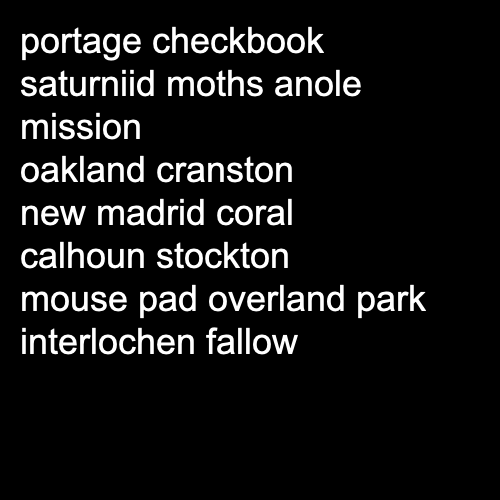 portage checkbook
saturniid moths anole
mission
oakland cranston
new madrid coral
calhoun stockton
mouse pad overland park
interlochen fallow